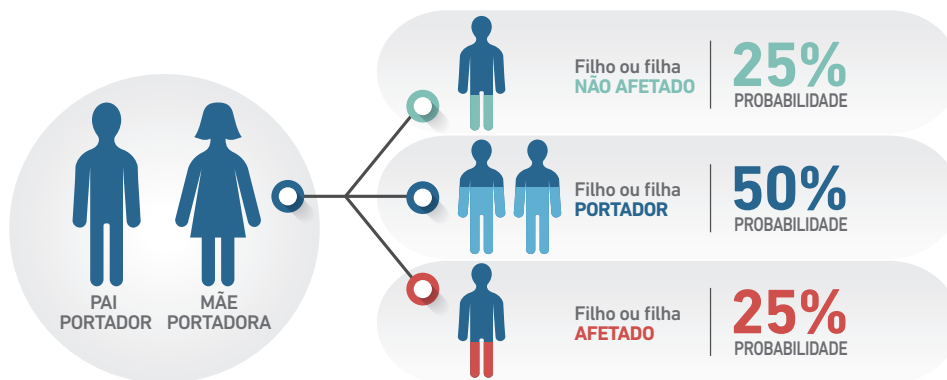 PAI
PORTADOR
MÃE
PORTADORA
Filho ou filha
NÃO AFETADO
25%
PROBABILIDADE
Filho ou filha
PORTADOR
50%
PROBABILIDADE
Filho ou filha
AFETADO
25%
PROBABILIDADE